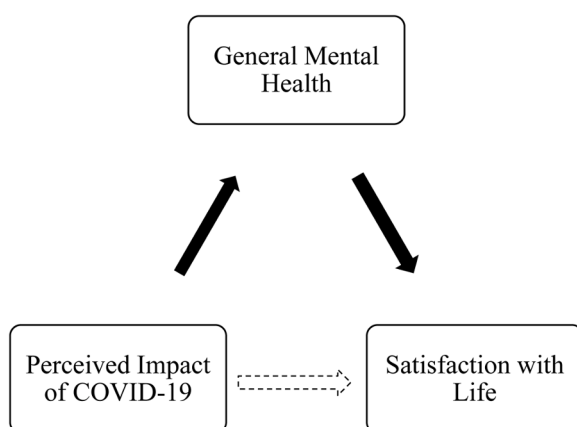 General Mental
Health
Perceived Impact
of COVID-19
Satisfaction with
Life